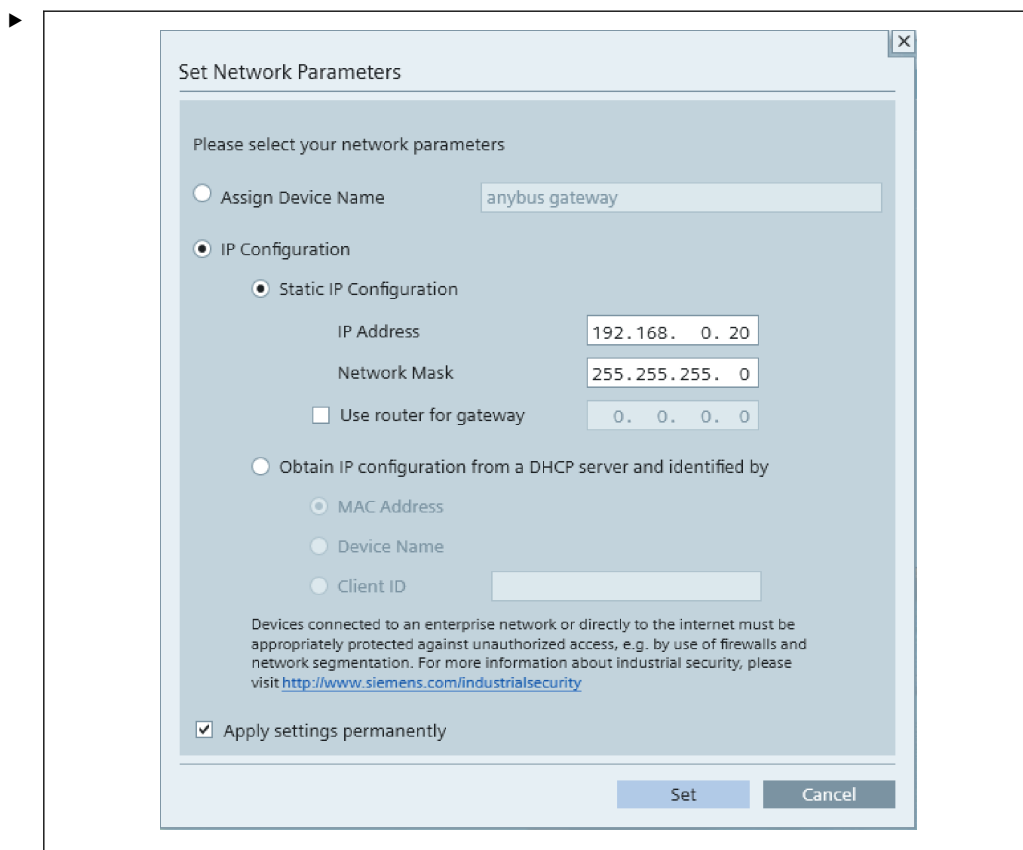 Set Network Parameters
Please select your network parameters
Assign Device Name anybus gateway
IP Configuration
Static IP Configuration
IP Address 192.168. 0. 20
Network Mask 255.255.255. 0
Use router for gateway 0. 0. 0. 0
Obtain IP configuration from a DHCP server and identified by
MAC Address
Device Name
Client ID
Devices connected to an enterprise network or directly to the internet must be
appropriately protected against unauthorized access, e.g. by use of firewalls and
network segmentation. For more information about industrial security, please
visit http://www.siemens.com/industrialsecurity
Apply settings permanently
Set Cancel